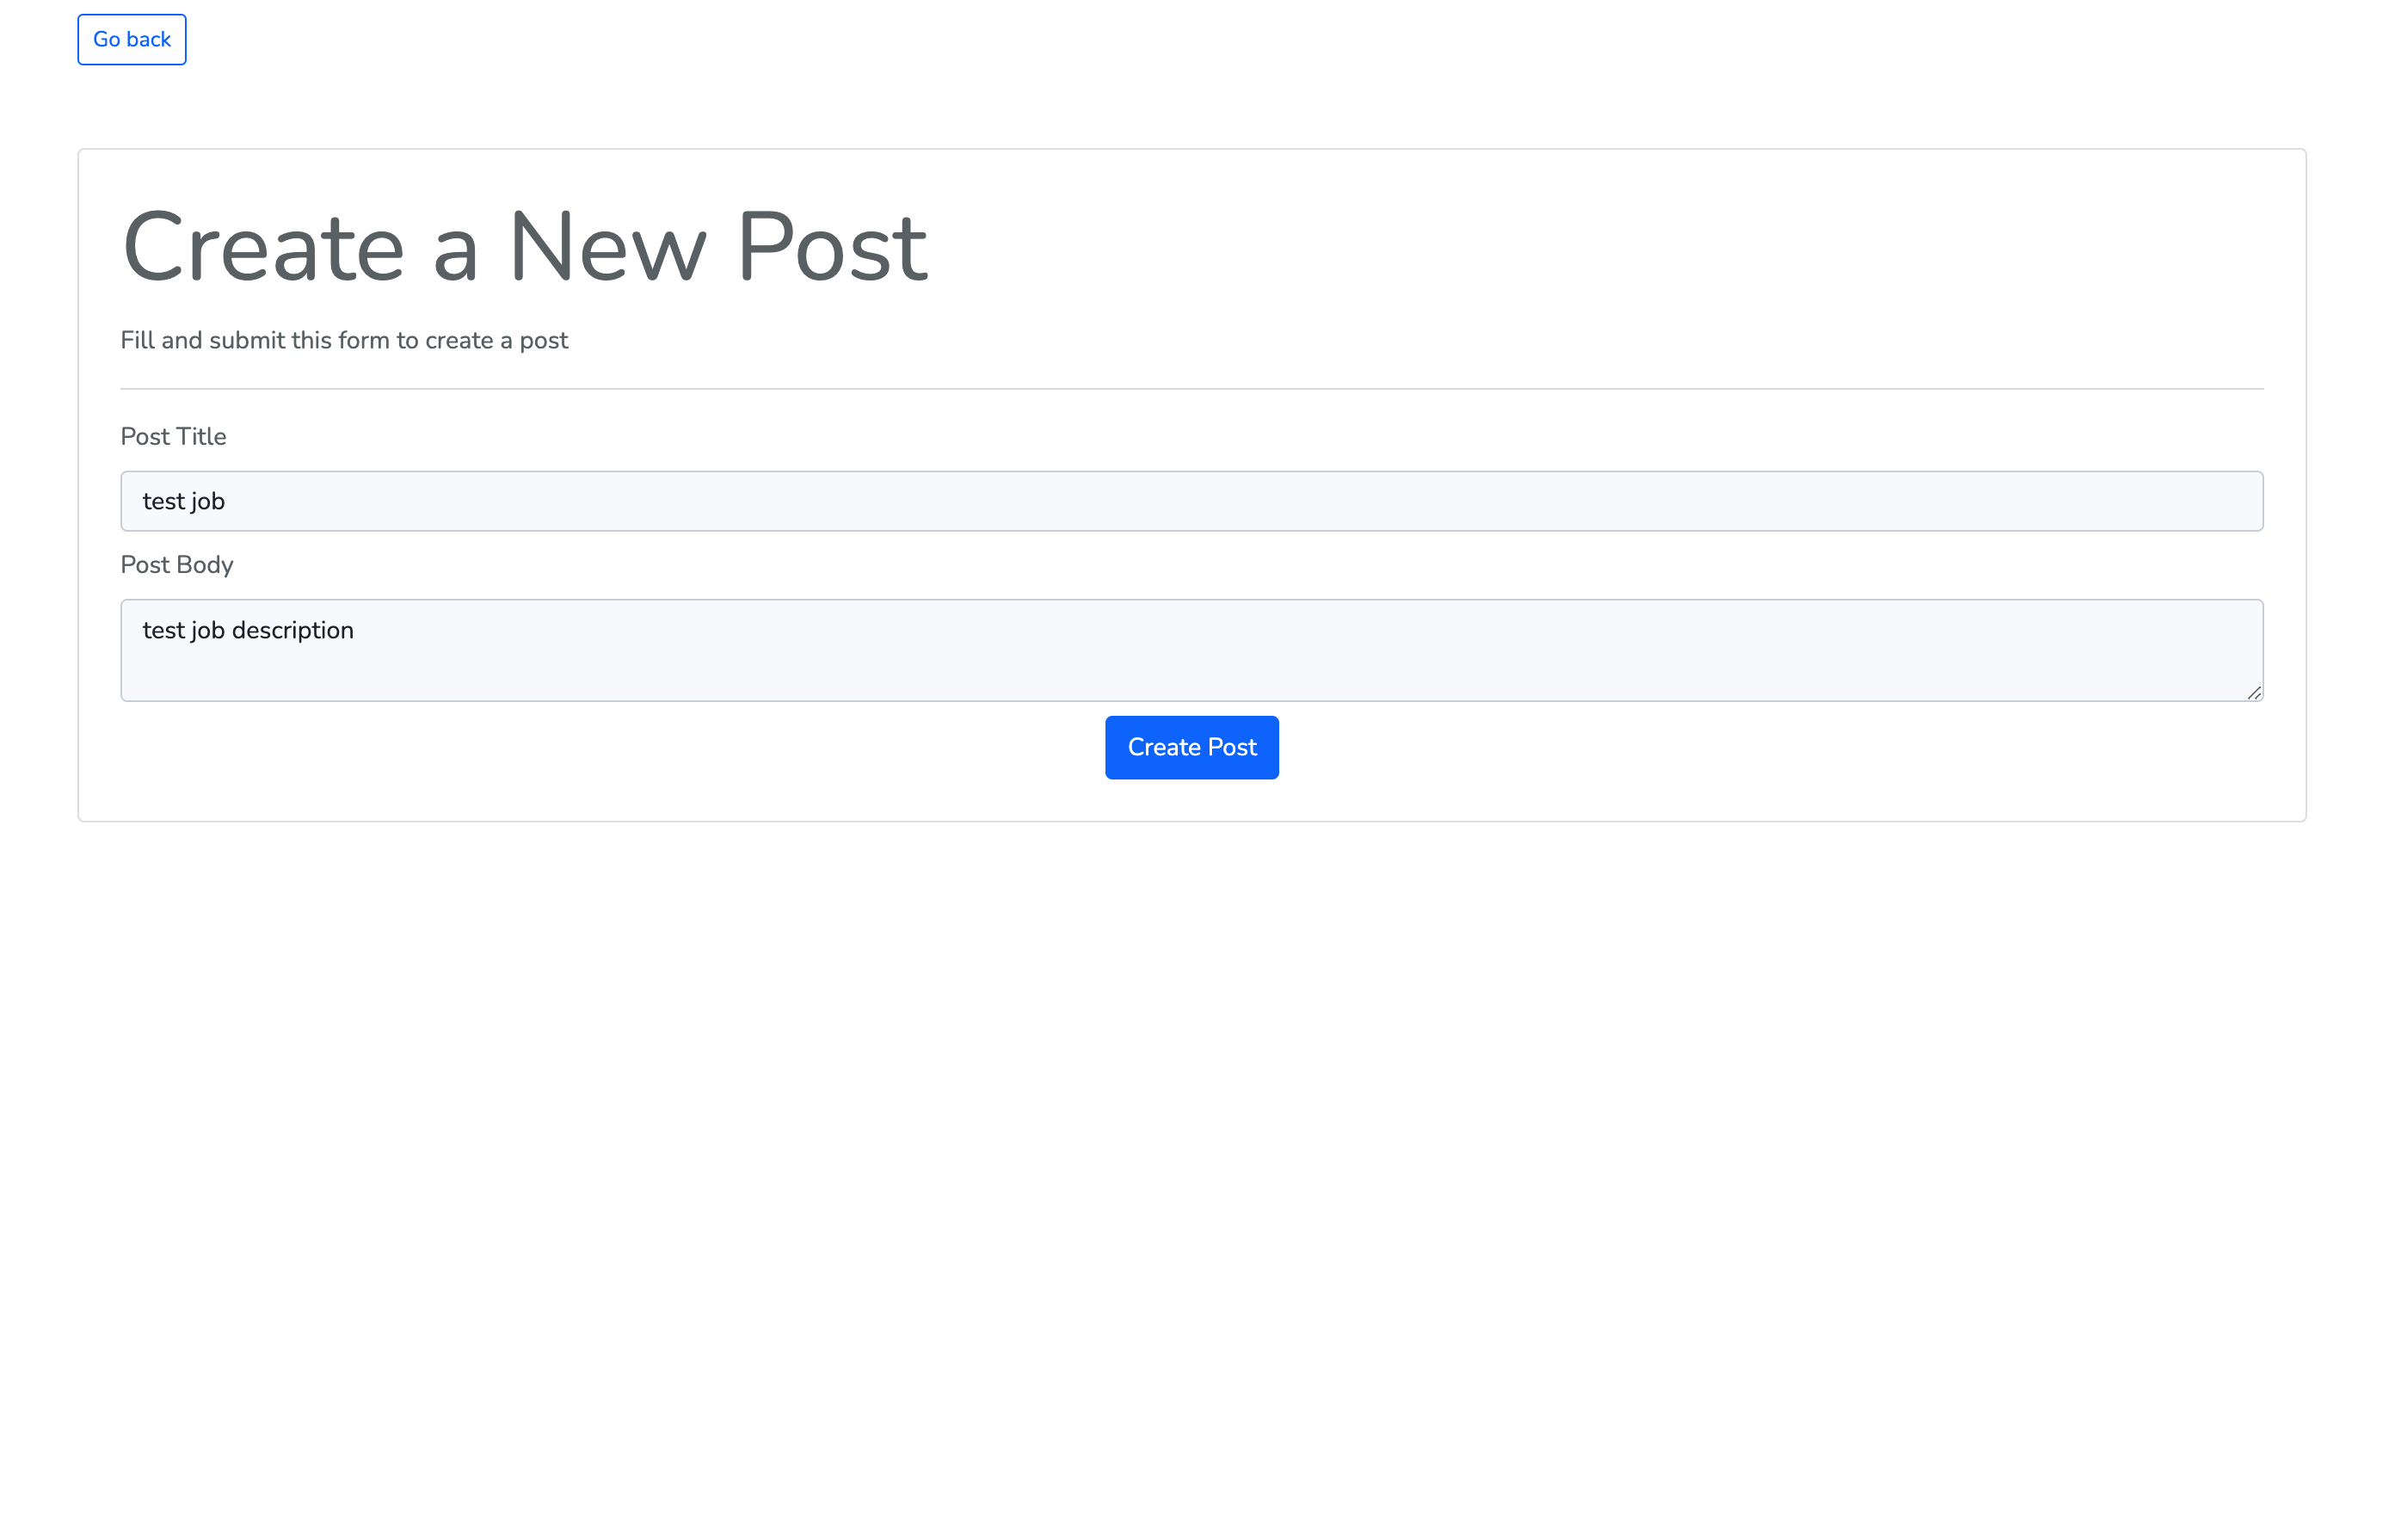 Go back
Create a New Post
Fill and submit this form to create a post
Post Title
test job
Post Body
test job description
Create Post